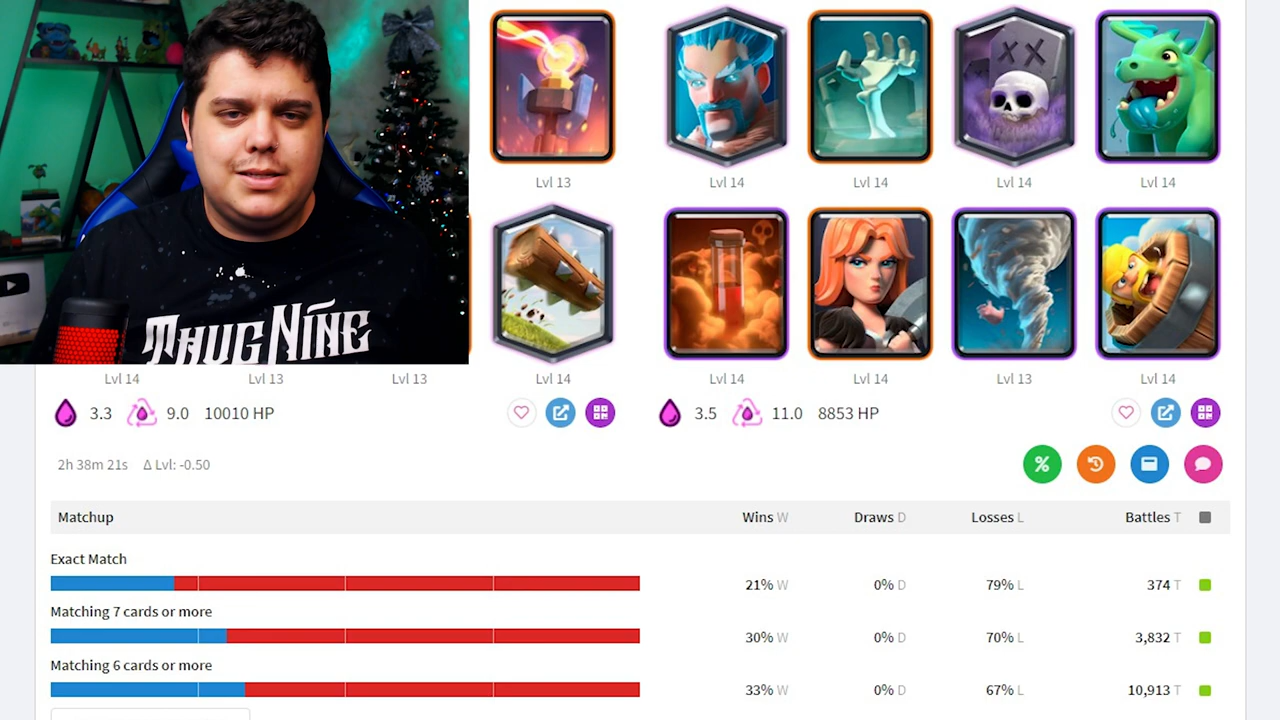 Lvl 13
Lvl 14
Lvl 14
Lvl 14
Lvl 14
THUG NINE
Lvl 14
Lvl 13
Lvl 13
Lvl 14
Lvl 14
Lvl 14
Lvl 13
Lvl 14
3.3 9.0 10010 HP
3.5 11.0 8853 HP
2h 38m 21s Δ Lvl: -0.50
%
Matchup Wins W Draws D Losses L Battles T
Exact Match
21% W 0% D 79% L 374 T
Matching 7 cards or more
30% W 0% D 70% L 3,832 T
Matching 6 cards or more
33% W 0% D 67% L 10,913 T